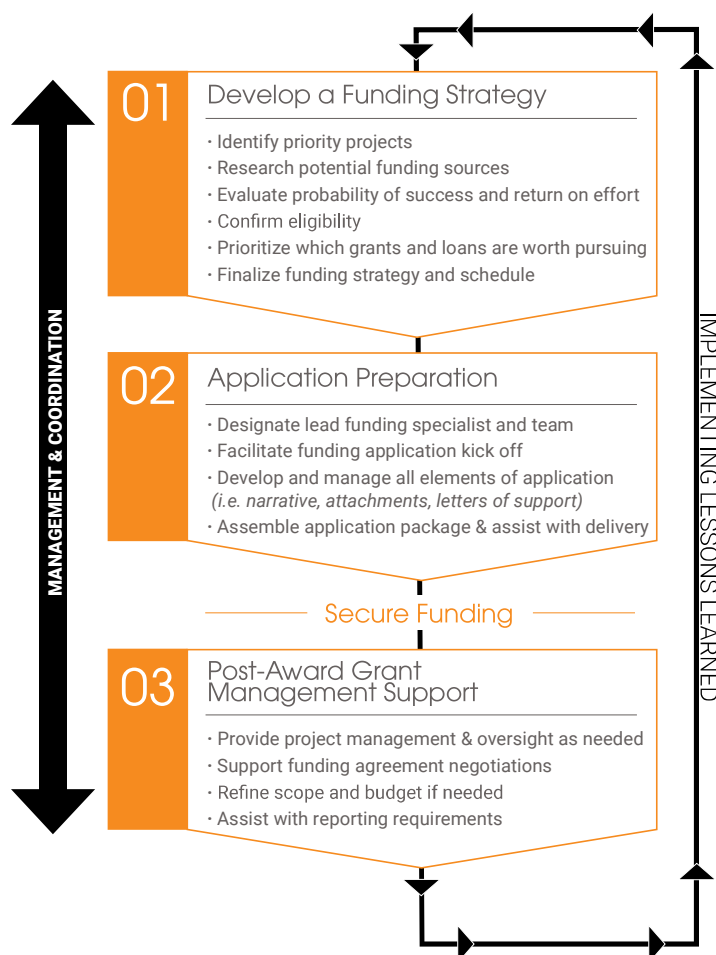 01
Develop a Funding Strategy
· Identify priority projects
· Research potential funding sources
· Evaluate probability of success and return on effort
· Confirm eligibility
· Prioritize which grants and loans are worth pursuing
· Finalize funding strategy and schedule
MANAGEMENT & COORDINATION
IMPLEMENTING LESSONS LEARNED
02
Application Preparation
· Designate lead funding specialist and team
· Facilitate funding application kick off
· Develop and manage all elements of application
(i.e. narrative, attachments, letters of support)
· Assemble application package & assist with delivery
Secure Funding
03
Post-Award Grant
Management Support
· Provide project management & oversight as needed
· Support funding agreement negotiations
· Refine scope and budget if needed
· Assist with reporting requirements